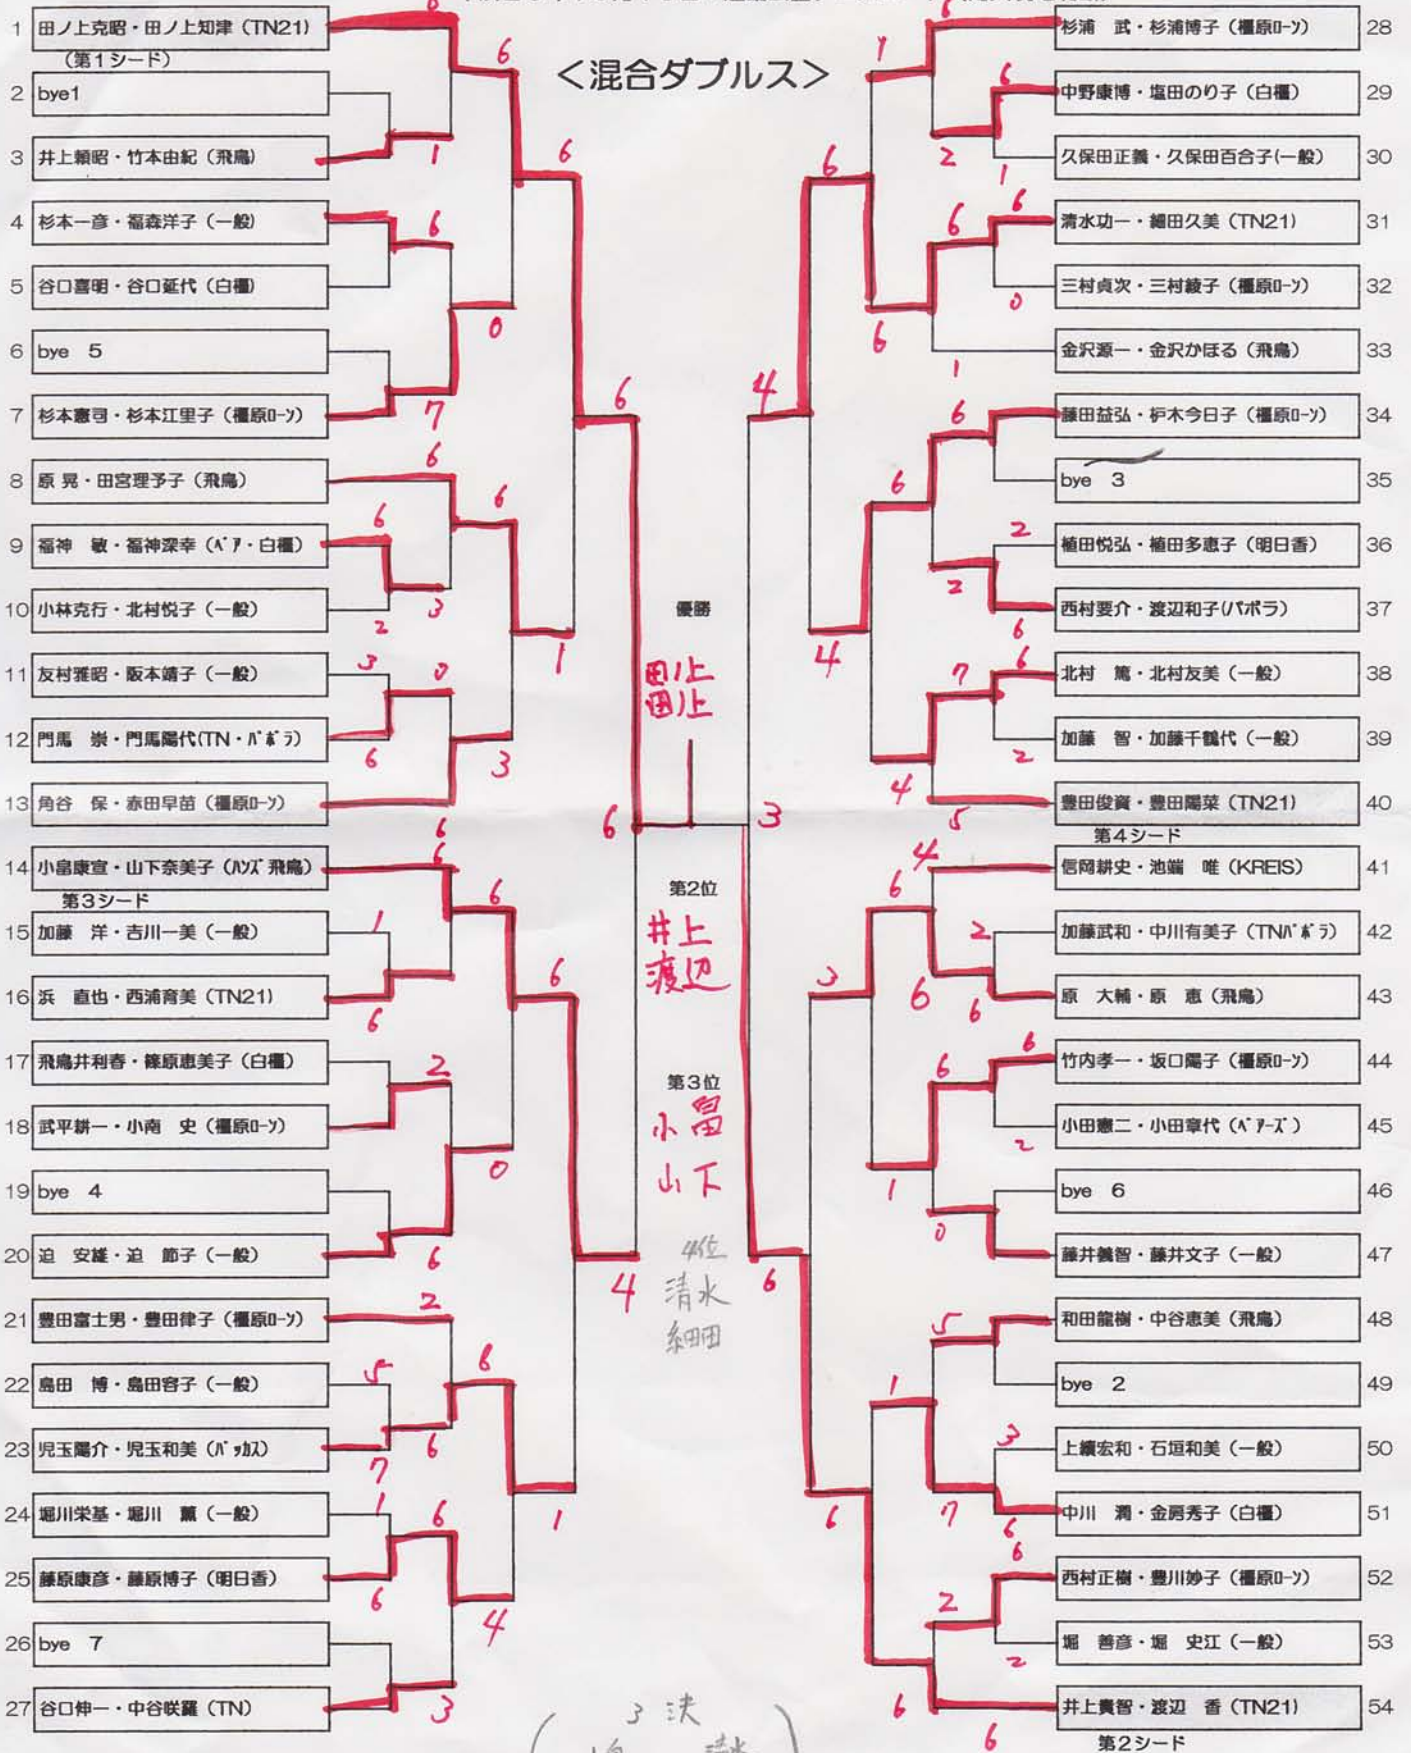 <混合ダブルス>
1 田ノ上克昭・田ノ上知津（TN21）
（第1シード）
2 bye1
3 井上頼昭・竹本由紀（飛鳥）
4 杉本一彦・福森洋子（一般）
5 谷口喜明・谷口延代（白橿）
6 bye 5
7 杉本憲司・杉本江里子（橿原ﾛｰﾝ）
8 原 晃・田宮理予子（飛鳥）
9 福神 敏・福神深幸（ﾍﾞｱ・白橿）
10 小林克行・北村悦子（一般）
11 友村雅昭・阪本靖子（一般）
12 門馬 崇・門馬陽代(TN・ﾊﾞﾎﾞﾗ）
13 角谷 保・赤田早苗（橿原ﾛｰﾝ）
14 小畠康宣・山下奈美子（ﾊﾝｽﾞ飛鳥）
第3シード
15 加藤 洋・吉川一美（一般）
16 浜 直也・西浦育美（TN21）
17 飛鳥井利春・篠原恵美子（白橿）
18 武平耕一・小南 史（橿原ﾛｰﾝ）
19 bye 4
20 迫 安雄・迫 節子（一般）
21 豊田富士男・豊田律子（橿原ﾛｰﾝ）
22 島田 博・島田容子（一般）
23 児玉陽介・児玉和美（ﾊﾞｯｶｽ）
24 堀川栄基・堀川 薫（一般）
25 藤原康彦・藤原博子（明日香）
26 bye 7
27 谷口伸一・中谷咲羅（TN）
優勝
田ノ上
田ノ上
第2位
井上
渡辺
第3位
小畠
山下
4位
清水
細田
3決
清水
杉浦 武・杉浦博子（橿原ﾛｰﾝ） 28
中野康博・塩田のり子（白橿） 29
久保田正義・久保田百合子(一般） 30
清水功一・細田久美（TN21） 31
三村貞次・三村綾子（橿原ﾛｰﾝ） 32
金沢源一・金沢かほる（飛鳥） 33
藤田益弘・枦木今日子（橿原ﾛｰﾝ） 34
bye 3 35
植田悦弘・植田多恵子（明日香） 36
西村要介・渡辺和子(バボラ） 37
北村 篤・北村友美（一般） 38
加藤 智・加藤千鶴代（一般） 39
豊田俊資・豊田陽菜（TN21） 40
第4シード
信岡耕史・池端 唯（KREIS） 41
加藤武和・中川有美子（TNﾊﾞﾎﾞﾗ） 42
原 大輔・原 恵（飛鳥） 43
竹内孝一・坂口陽子（橿原ﾛｰﾝ） 44
小田憲二・小田章代（ﾍﾞｱｰｽﾞ） 45
bye 6 46
藤井義智・藤井文子（一般） 47
和田龍樹・中谷恵美（飛鳥） 48
bye 2 49
上續宏和・石垣和美（一般） 50
中川 潤・金房秀子（白橿） 51
西村正樹・豊川妙子（橿原ﾛｰﾝ） 52
堀 善彦・堀 史江（一般） 53
井上貴智・渡辺 香（TN21） 54
第2シード